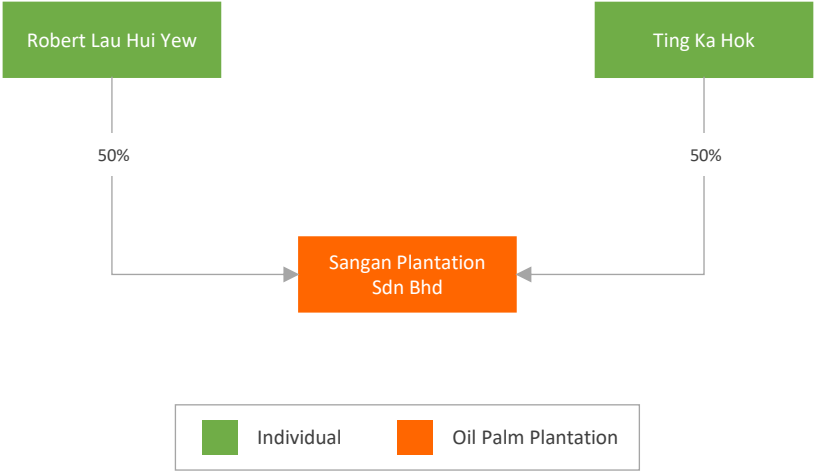 Robert Lau Hui Yew
Ting Ka Hok
50%
50%
Sangan Plantation
Sdn Bhd
Individual
Oil Palm Plantation